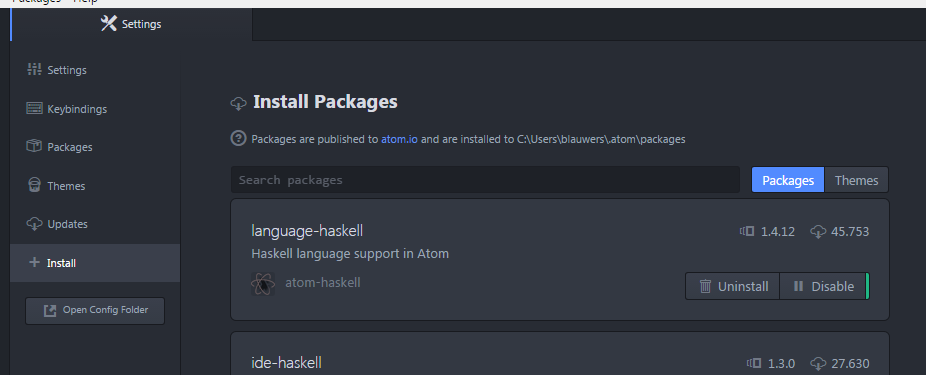 Packages Help
Settings
Settings
Keybindings
Packages
Themes
Updates
Install
Open Config Folder
Install Packages
Packages are published to atom.io and are installed to C:\Users\blauwers\.atom\packages
Search packages
Packages Themes
language-haskell 1.4.12 45.753
Haskell language support in Atom
atom-haskell Uninstall Disable
ide-haskell 1.3.0 27.630